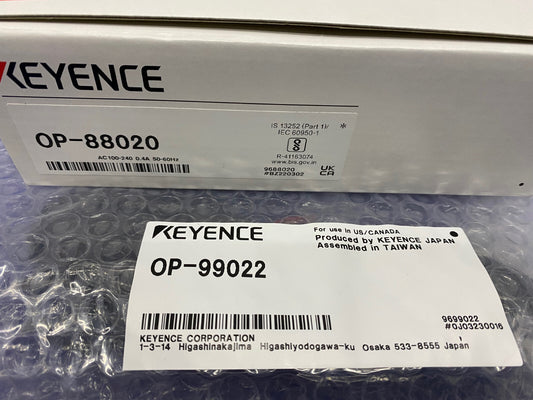 KEYENCE
OP-88020
AC100-240 0.4A 50-60Hz
IS 13252 (Part 1)/
IEC 60950-1
*
R-41163074
www.bis.gov.in
9688020
#BZ220302
UK
CA
KEYENCE
For use in US/CANADA
Produced by KEYENCE JAPAN
Assembled in TAIWAN
OP-99022
9699022
#0J03230016
KEYENCE CORPORATION
1-3-14 Higashinakajima Higashiyodogawa-ku Osaka 533-8555 Japan